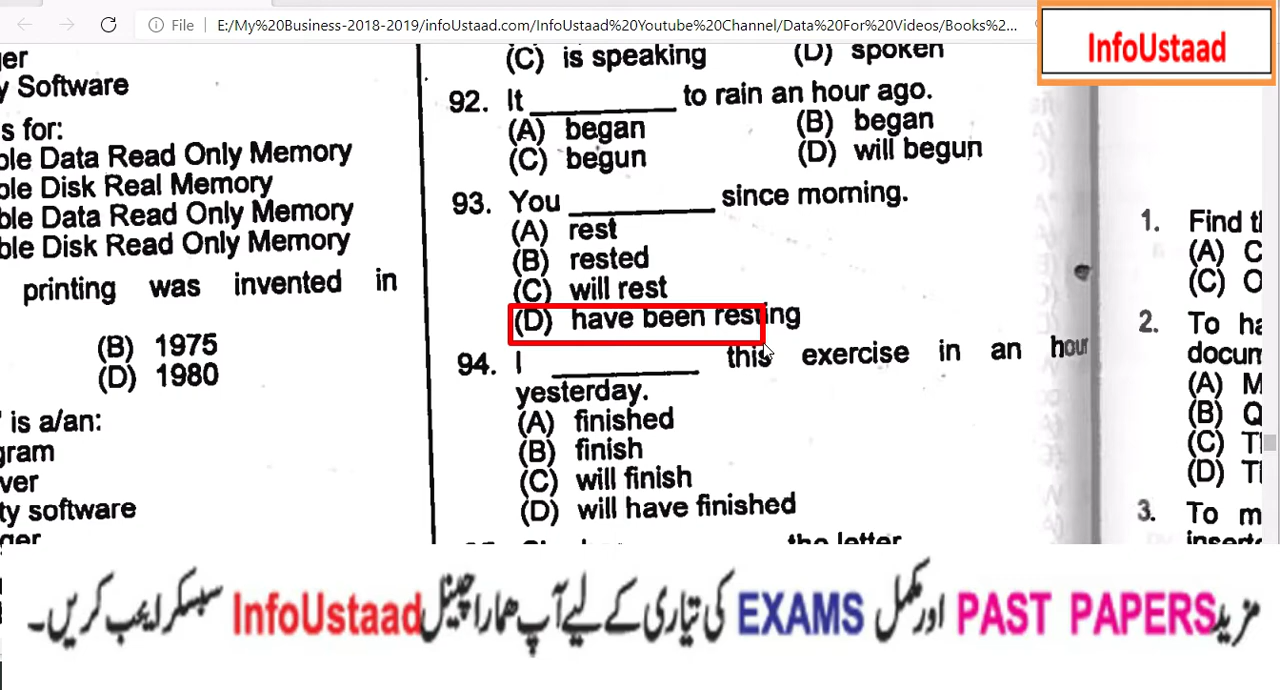 File E:/My%20Business-2018-2019/infoUstaad.com/InfoUstaad%20Youtube%20Channel/Data%20For%20Videos/Books%2...
InfoUstaad
ger
y Software
s for:
ble Data Read Only Memory
ble Disk Real Memory
ble Data Read Only Memory
ble Disk Read Only Memory
printing was invented in
(B) 1975
(D) 1980
' is a/an:
gram
ver
ty software
ger
(C) is speaking (D) spoken
92. It __________ to rain an hour ago.
(A) began (B) began
(C) begun (D) will begun
93. You __________ since morning.
(A) rest
(B) rested
(C) will rest
(D) have been resting
94. I __________ this exercise in an hour
yesterday.
(A) finished
(B) finish
(C) will finish
(D) will have finished
the letter
1. Find t
(A) C
(C) O
2. To ha
docum
(A) M
(B) Q
(C) T
(D) T
3. To m
inserte
مزید PAST PAPERS اور مکمل EXAMS کی تیاری کے لیے آپ ہمارا چینل InfoUstaad سبسکرائیب کریں۔